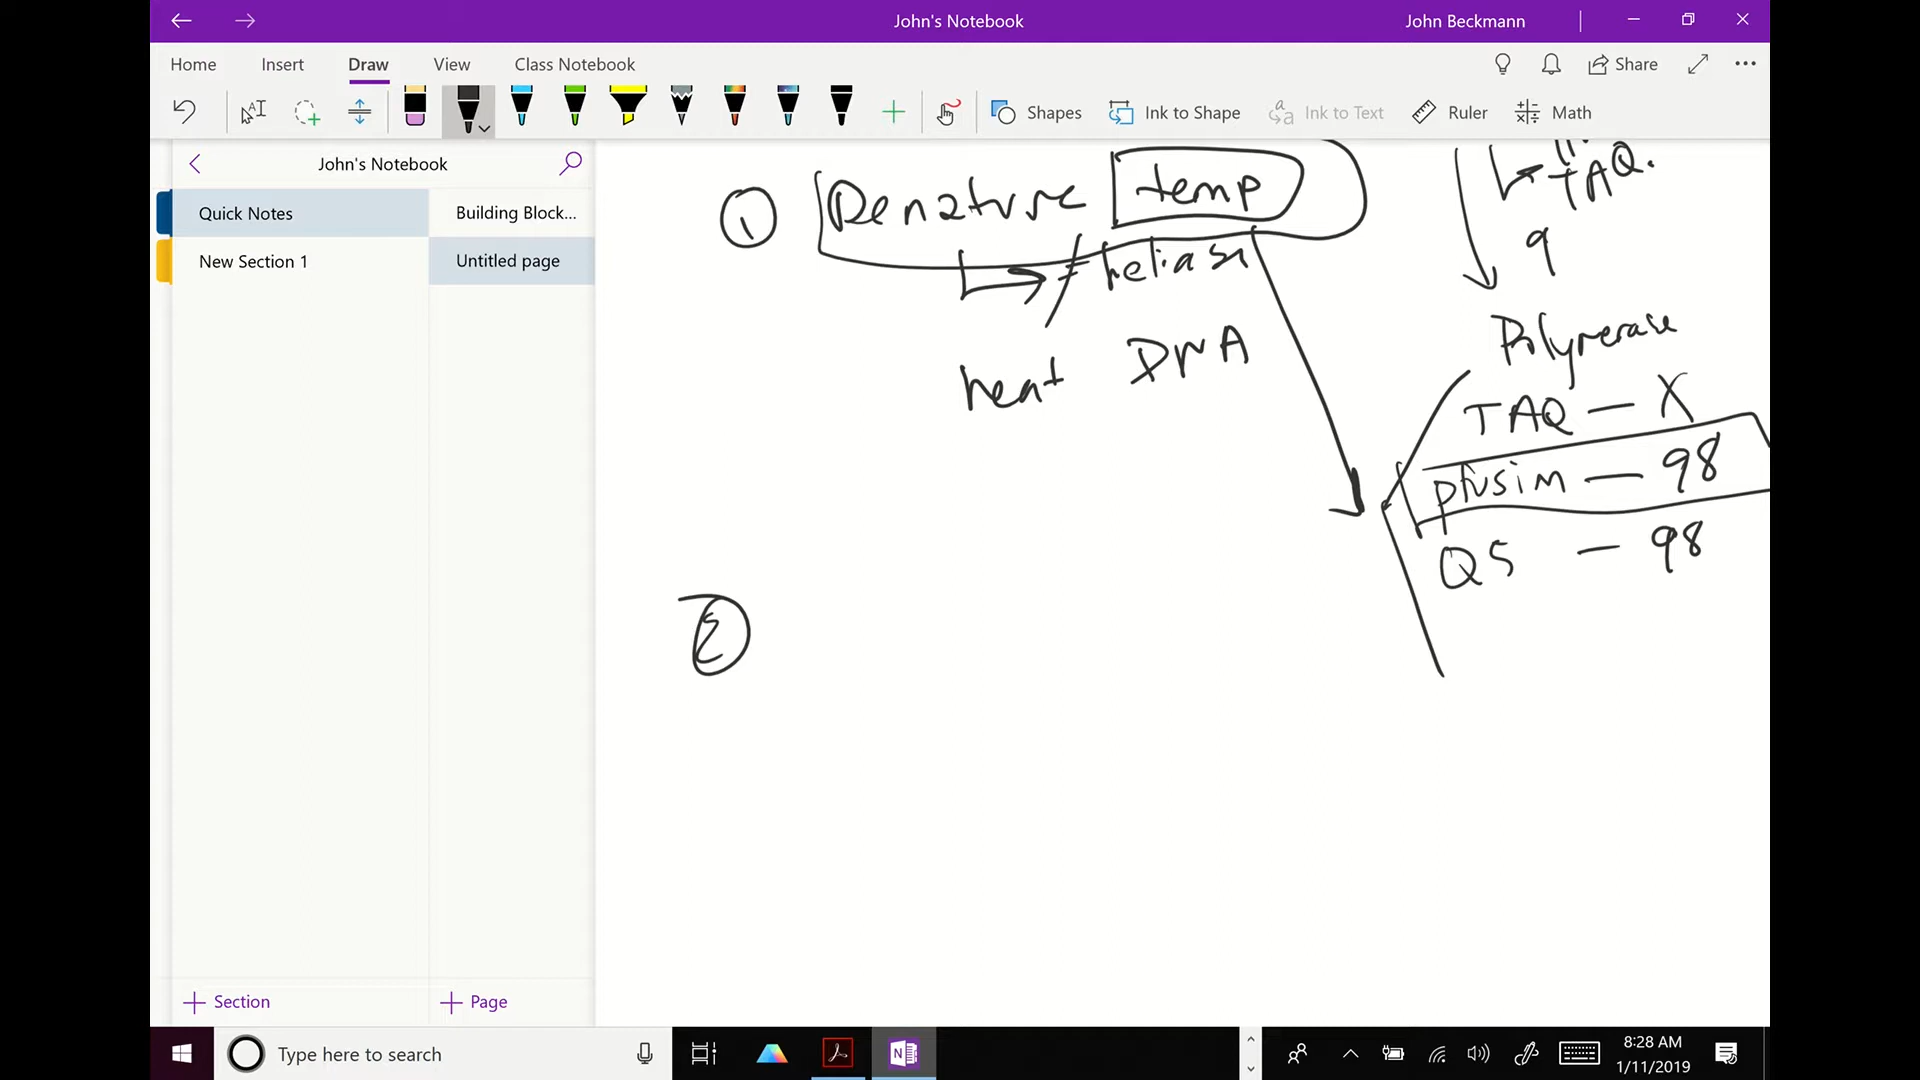 John's Notebook
John Beckmann
Home Insert Draw View Class Notebook
Share
Shapes Ink to Shape Ink to Text Ruler Math
John's Notebook
Quick Notes
New Section 1
Building Block...
Untitled page
Section
Page
① Denature temp
≠ heliase
heat DNA
TAQ.
9
Polymerase
TAQ — X
pfusim — 98
Q5 — 98
②
Type here to search
8:28 AM
1/11/2019